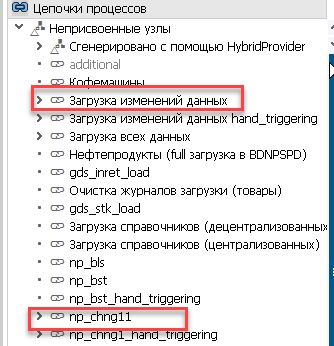 Цепочки процессов
Неприсвоенные узлы
Сгенерировано с помощью HybridProvider
additional
Кофемашины
Загрузка изменений данных
Загрузка изменений данных hand_triggering
Загрузка всех данных
Нефтепродукты (full загрузка в BDNPSPD)
gds_inret_load
Очистка журналов загрузки (товары)
gds_stk_load
Загрузка справочников (децентрализованных
Загрузка справочников (централизованных)
np_bls
np_bst
np_bst_hand_triggering
np_chng11
np_chng1_hand_triggering